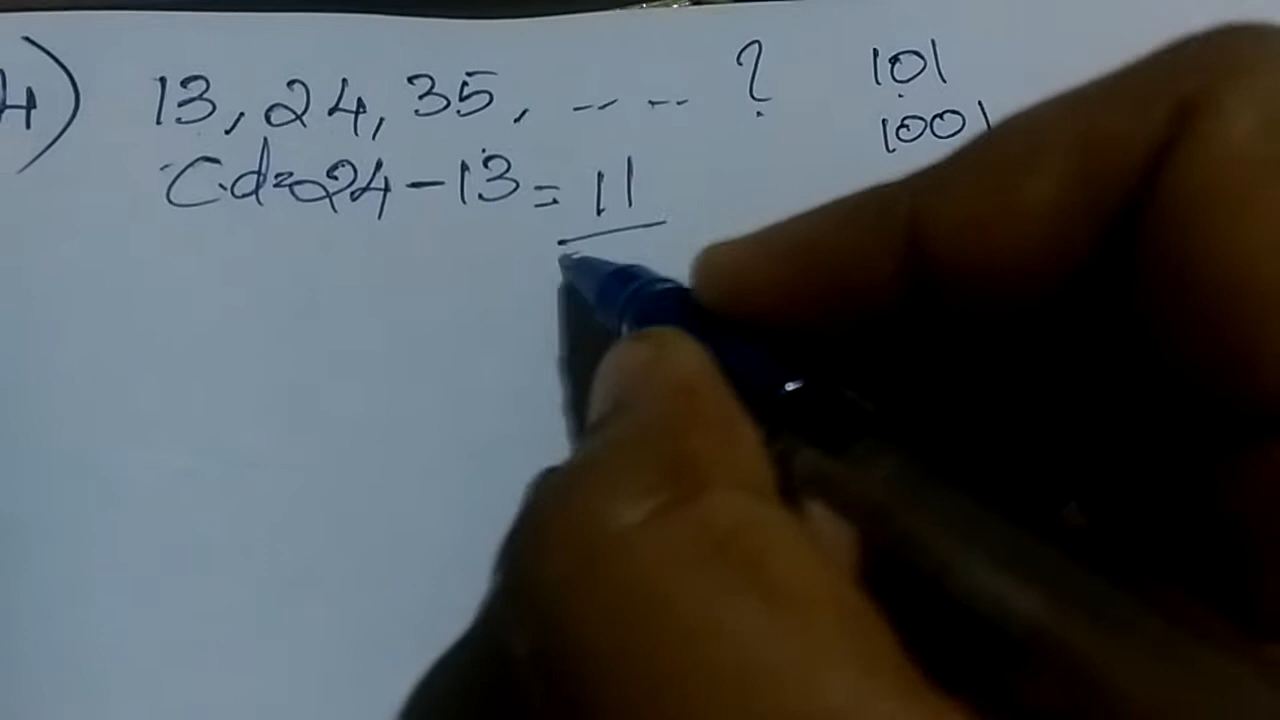 4) 13, 24, 35, ---- ? 101
1001
Cd=24-13=11